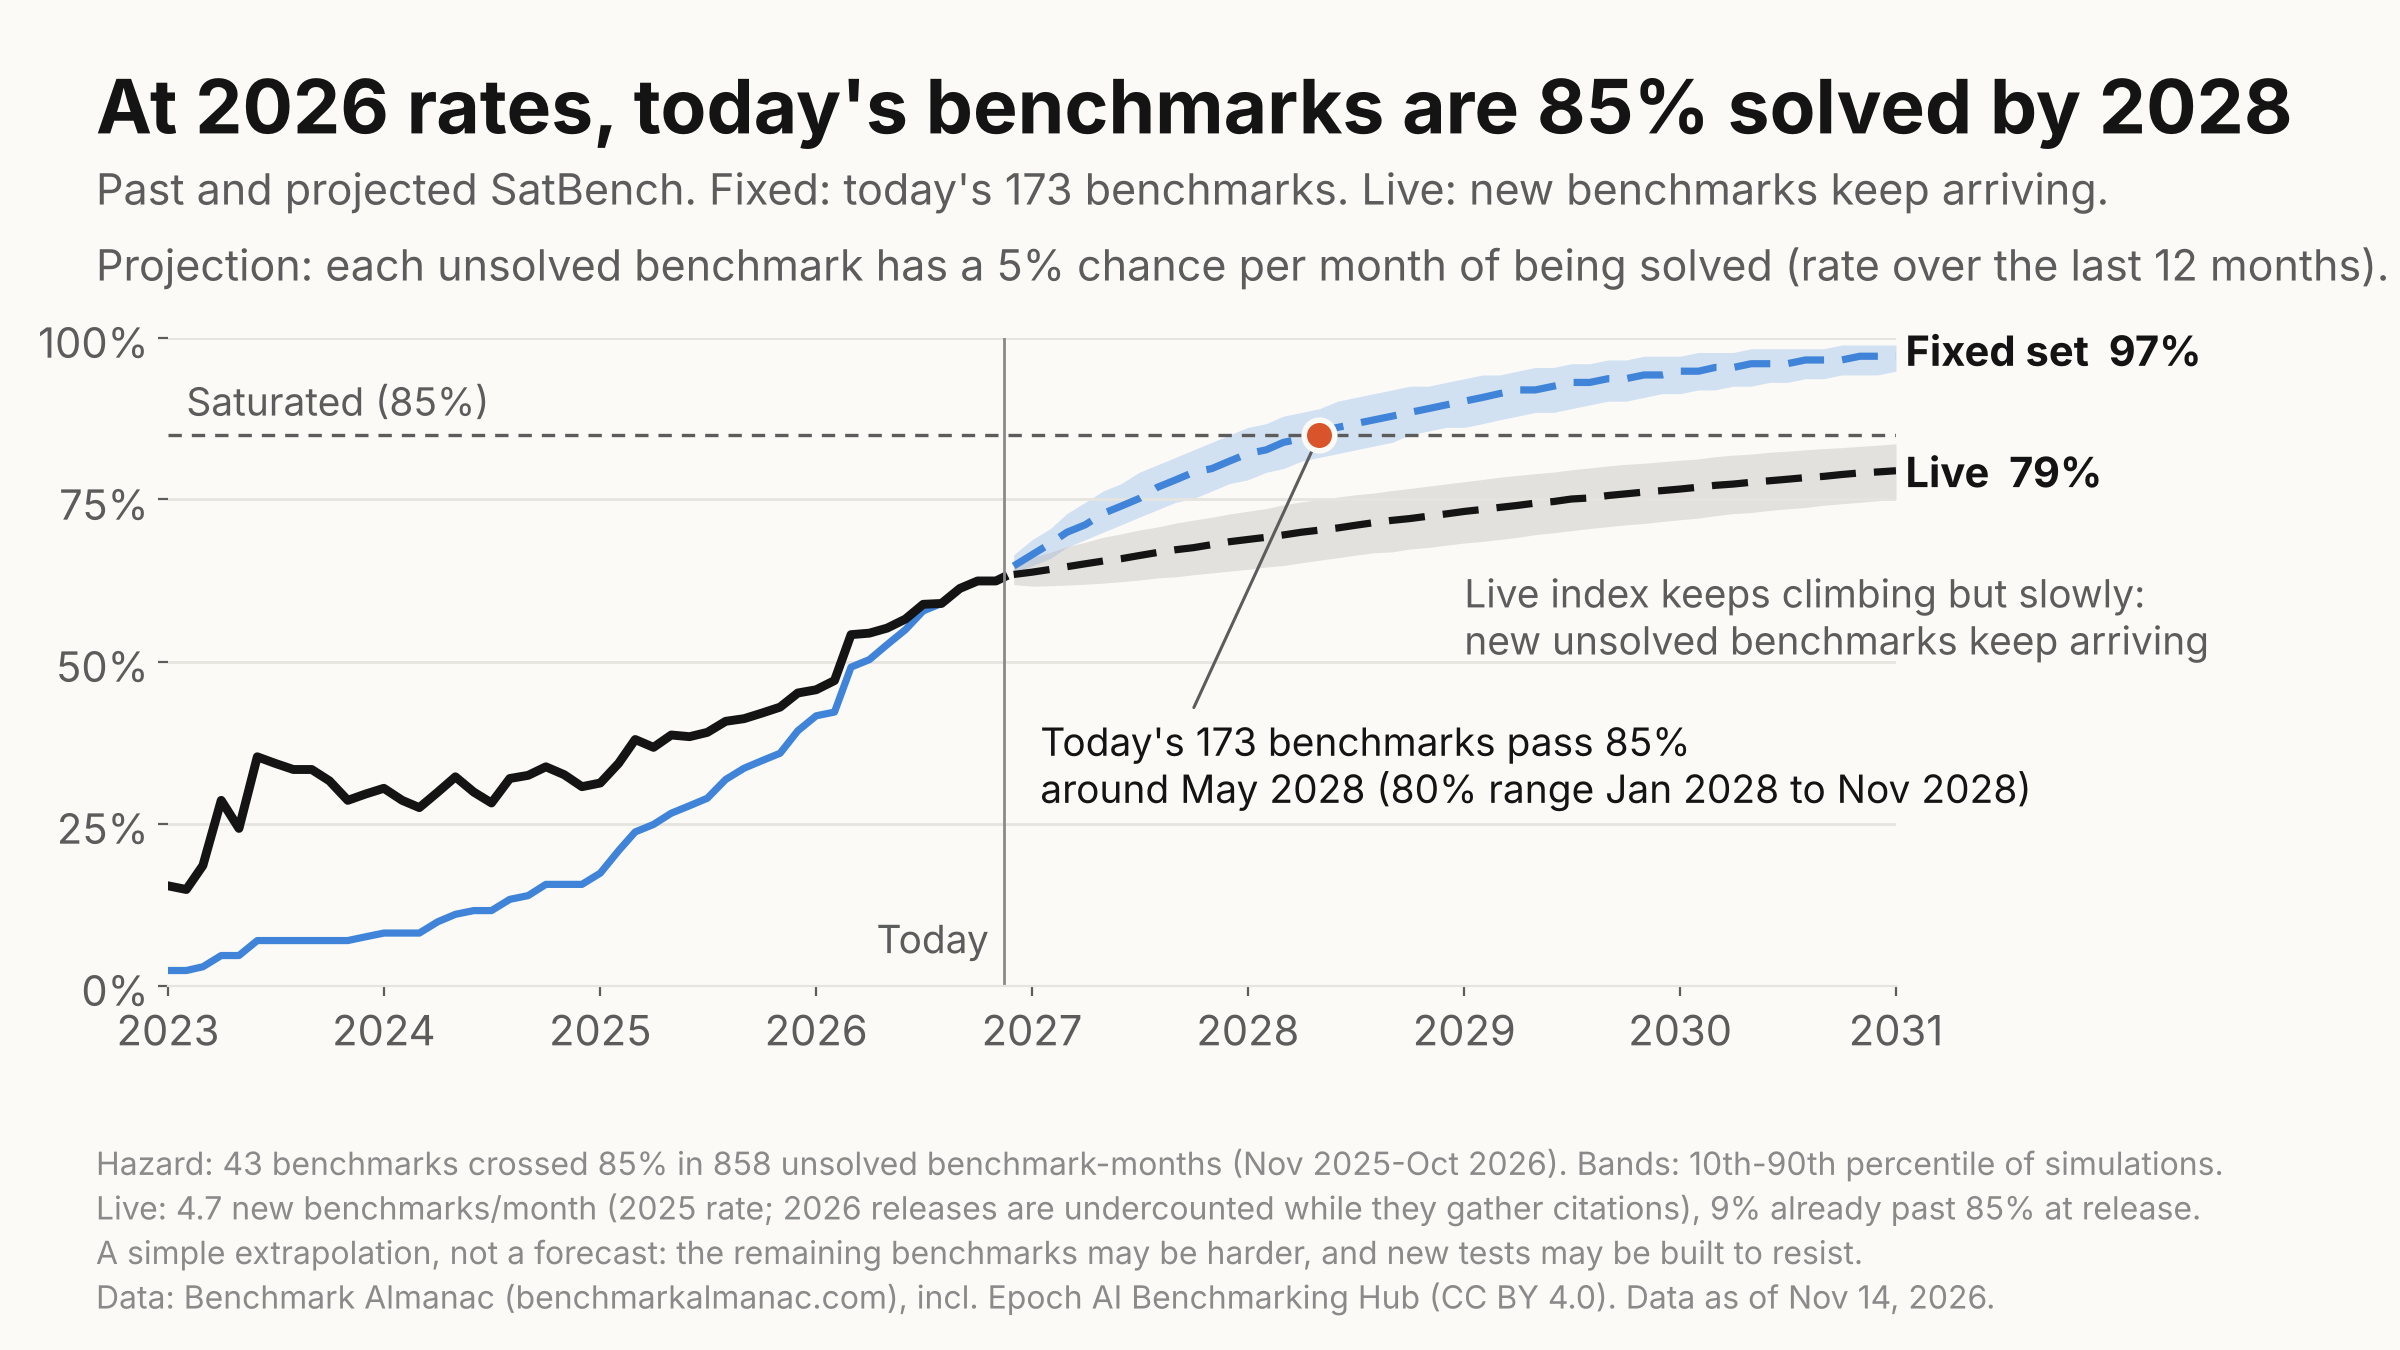 At 2026 rates, today's benchmarks are 85% solved by 2028
Past and projected SatBench. Fixed: today's 173 benchmarks. Live: new benchmarks keep arriving.
Projection: each unsolved benchmark has a 5% chance per month of being solved (rate over the last 12 months).
100%
Fixed set 97%
Saturated (85%)
Live 79%
75%
Live index keeps climbing but slowly:
new unsolved benchmarks keep arriving
50%
Today's 173 benchmarks pass 85%
around May 2028 (80% range Jan 2028 to Nov 2028)
25%
Today
0%
2023 2024 2025 2026 2027 2028 2029 2030 2031
Hazard: 43 benchmarks crossed 85% in 858 unsolved benchmark-months (Nov 2025-Oct 2026). Bands: 10th-90th percentile of simulations.
Live: 4.7 new benchmarks/month (2025 rate; 2026 releases are undercounted while they gather citations), 9% already past 85% at release.
A simple extrapolation, not a forecast: the remaining benchmarks may be harder, and new tests may be built to resist.
Data: Benchmark Almanac (benchmarkalmanac.com), incl. Epoch AI Benchmarking Hub (CC BY 4.0). Data as of Nov 14, 2026.